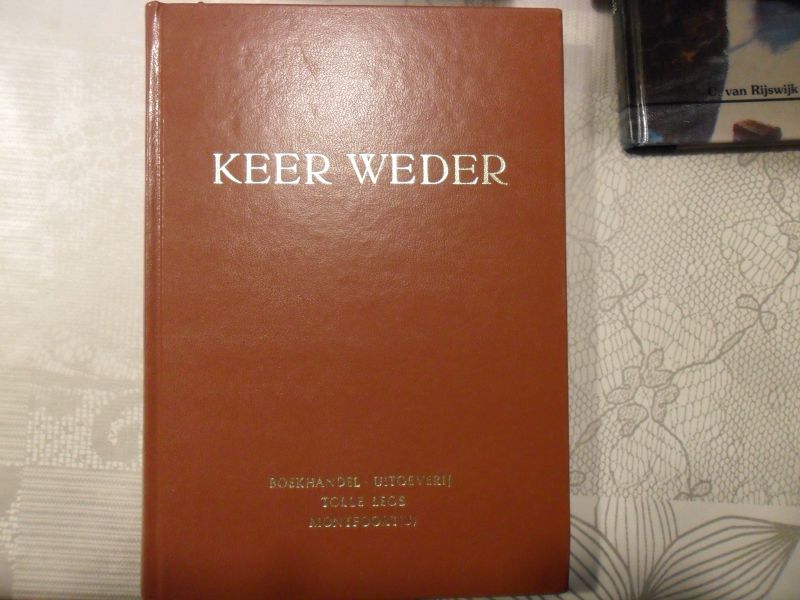 KEER WEDER
BOEKHANDEL - UITGEVERIJ
TOLLE LEGE
MONTFOORT(U)
C. van Rijswijk